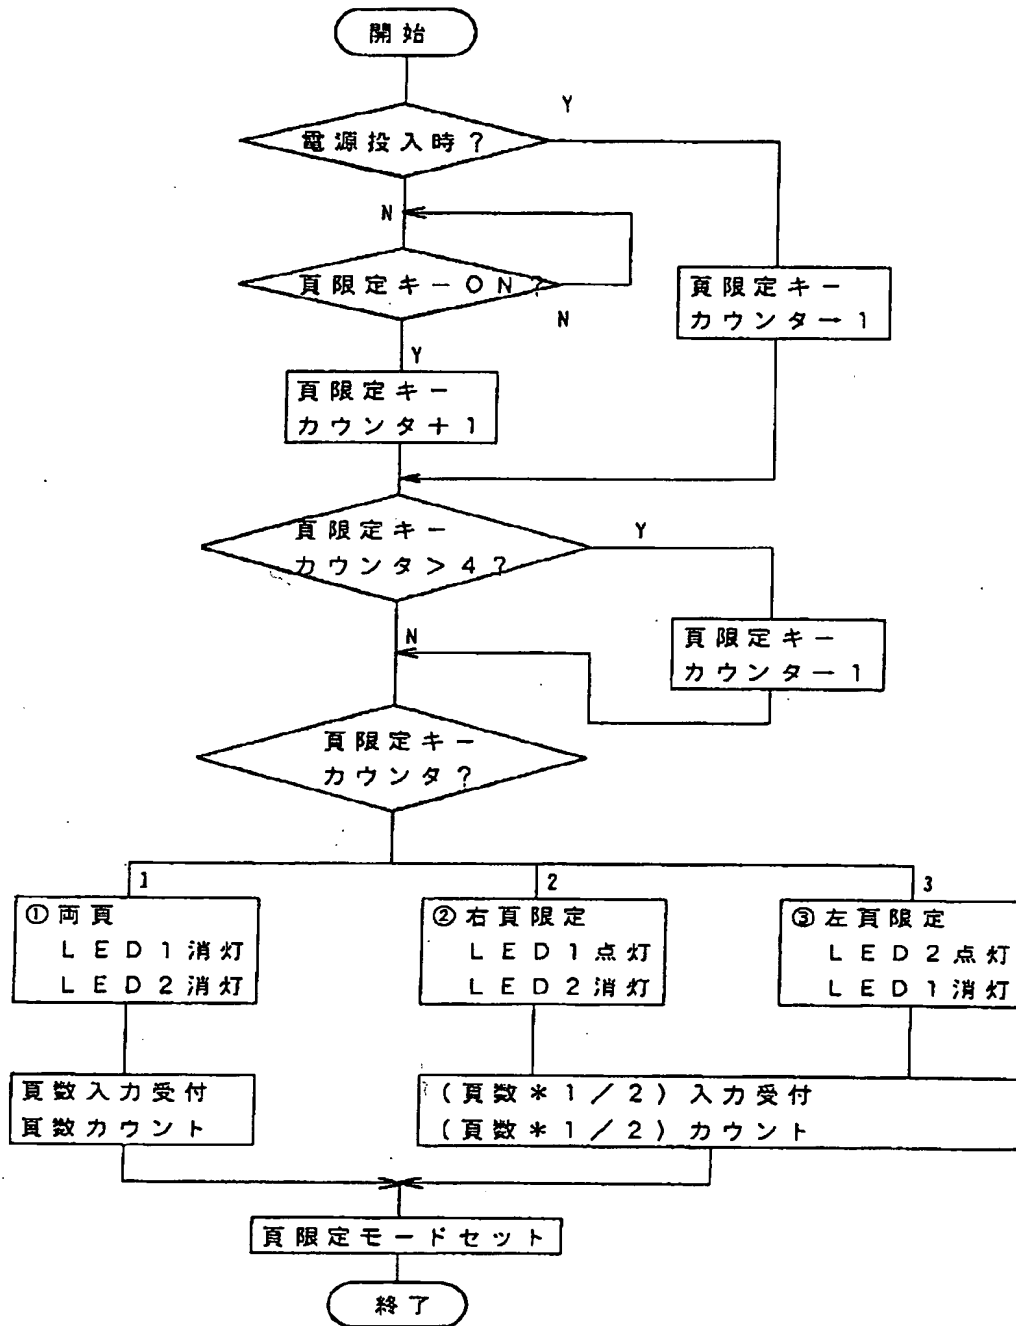 開始
電源投入時?
Y
N
頁限定キーON?
N
頁限定キー
カウンタ→1
Y
頁限定キー
カウンタ+1
頁限定キー
カウンタ>4?
Y
N
頁限定キー
カウンタ→1
頁限定キー
カウンタ?
1
2
3
①両頁
LED1消灯
LED2消灯
②右頁限定
LED1点灯
LED2消灯
③左頁限定
LED2点灯
LED1消灯
頁数入力受付
頁数カウント
(頁数*1/2)入力受付
(頁数*1/2)カウント
頁限定モードセット
終了